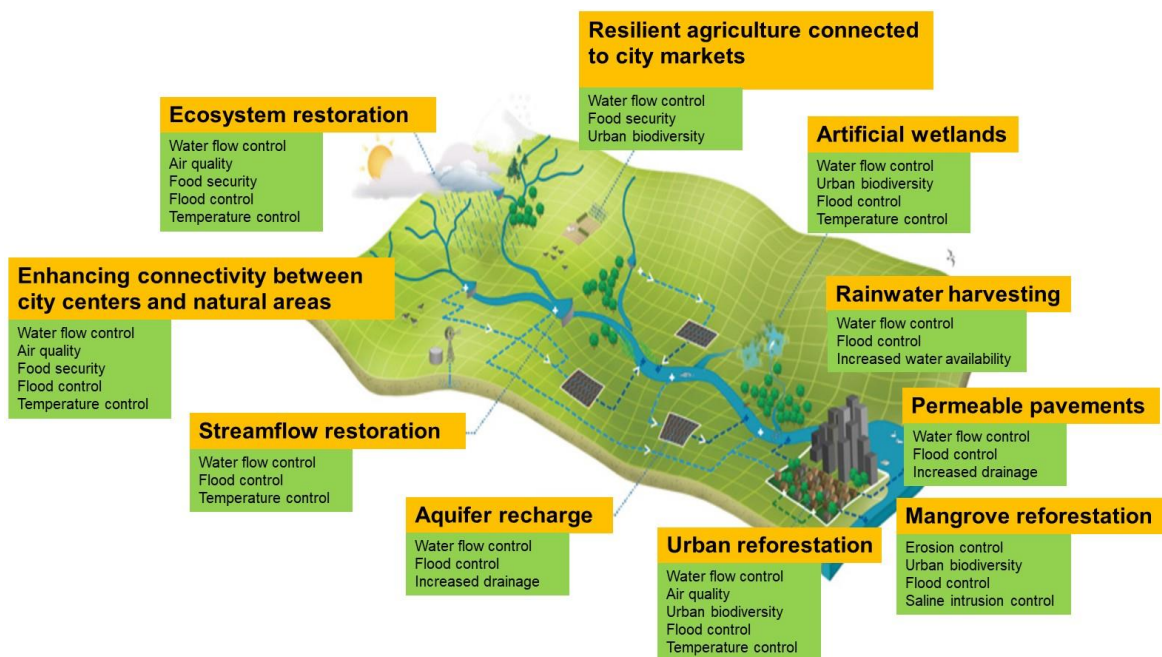 Resilient agriculture connected
to city markets
Water flow control
Food security
Urban biodiversity
Ecosystem restoration
Water flow control
Air quality
Food security
Flood control
Temperature control
Artificial wetlands
Water flow control
Urban biodiversity
Flood control
Temperature control
Enhancing connectivity between
city centers and natural areas
Water flow control
Air quality
Food security
Flood control
Temperature control
Rainwater harvesting
Water flow control
Flood control
Increased water availability
Streamflow restoration
Water flow control
Flood control
Temperature control
Permeable pavements
Water flow control
Flood control
Increased drainage
Aquifer recharge
Water flow control
Flood control
Increased drainage
Urban reforestation
Water flow control
Air quality
Urban biodiversity
Flood control
Temperature control
Mangrove reforestation
Erosion control
Urban biodiversity
Flood control
Saline intrusion control